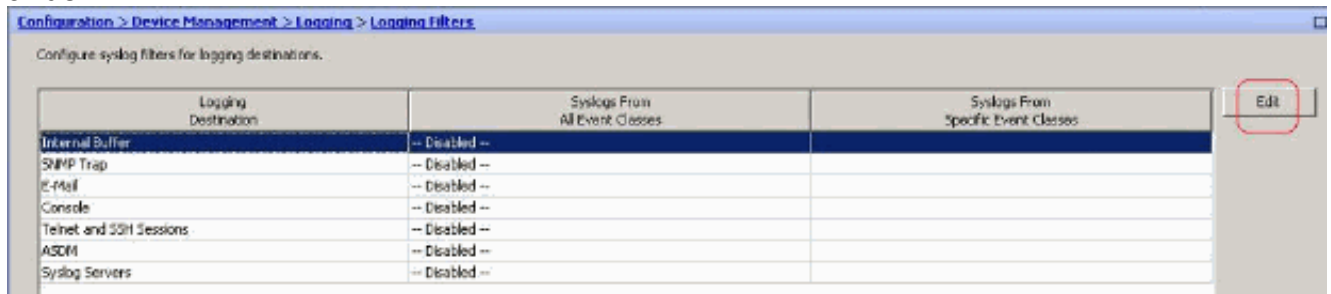 Configuration > Device Management > Logging > Logging Filters
Configure syslog filters for logging destinations.
Logging Destination
Syslogs From All Event Classes
Syslogs From Specific Event Classes
Edit
Internal Buffer -- Disabled --
SNMP Trap -- Disabled --
E-Mail -- Disabled --
Console -- Disabled --
Telnet and SSH Sessions -- Disabled --
ASDM -- Disabled --
Syslog Servers -- Disabled --